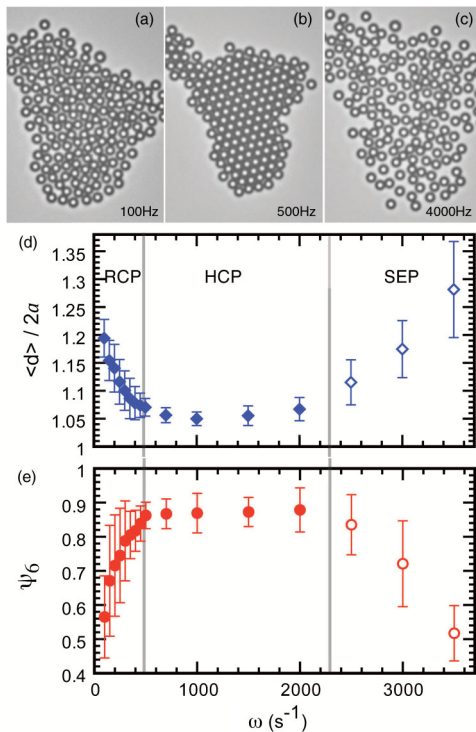 (a) (b) (c)
100Hz 500Hz 4000Hz
(d)
RCP HCP SEP
1.35
1.3
1.25
1.2
1.15
1.1
1.05
1
<d> / 2a
(e)
0.9
0.8
0.7
0.6
0.5
0.4
ψ6
0 1000 2000 3000
ω (s⁻¹)